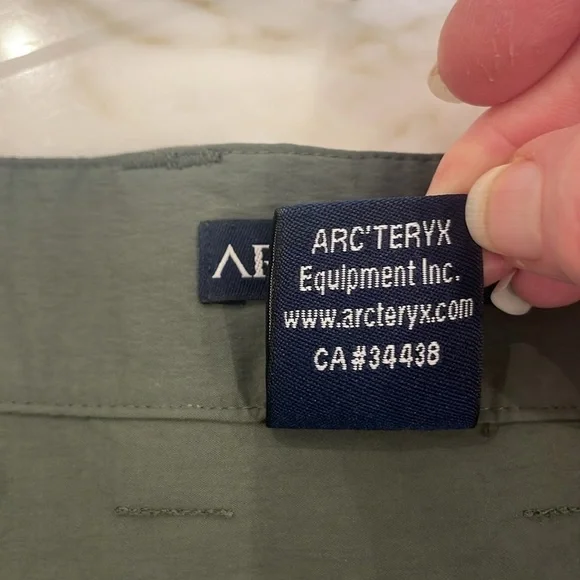 ARC'TERYX
Equipment Inc.
www.arcteryx.com
CA#34438